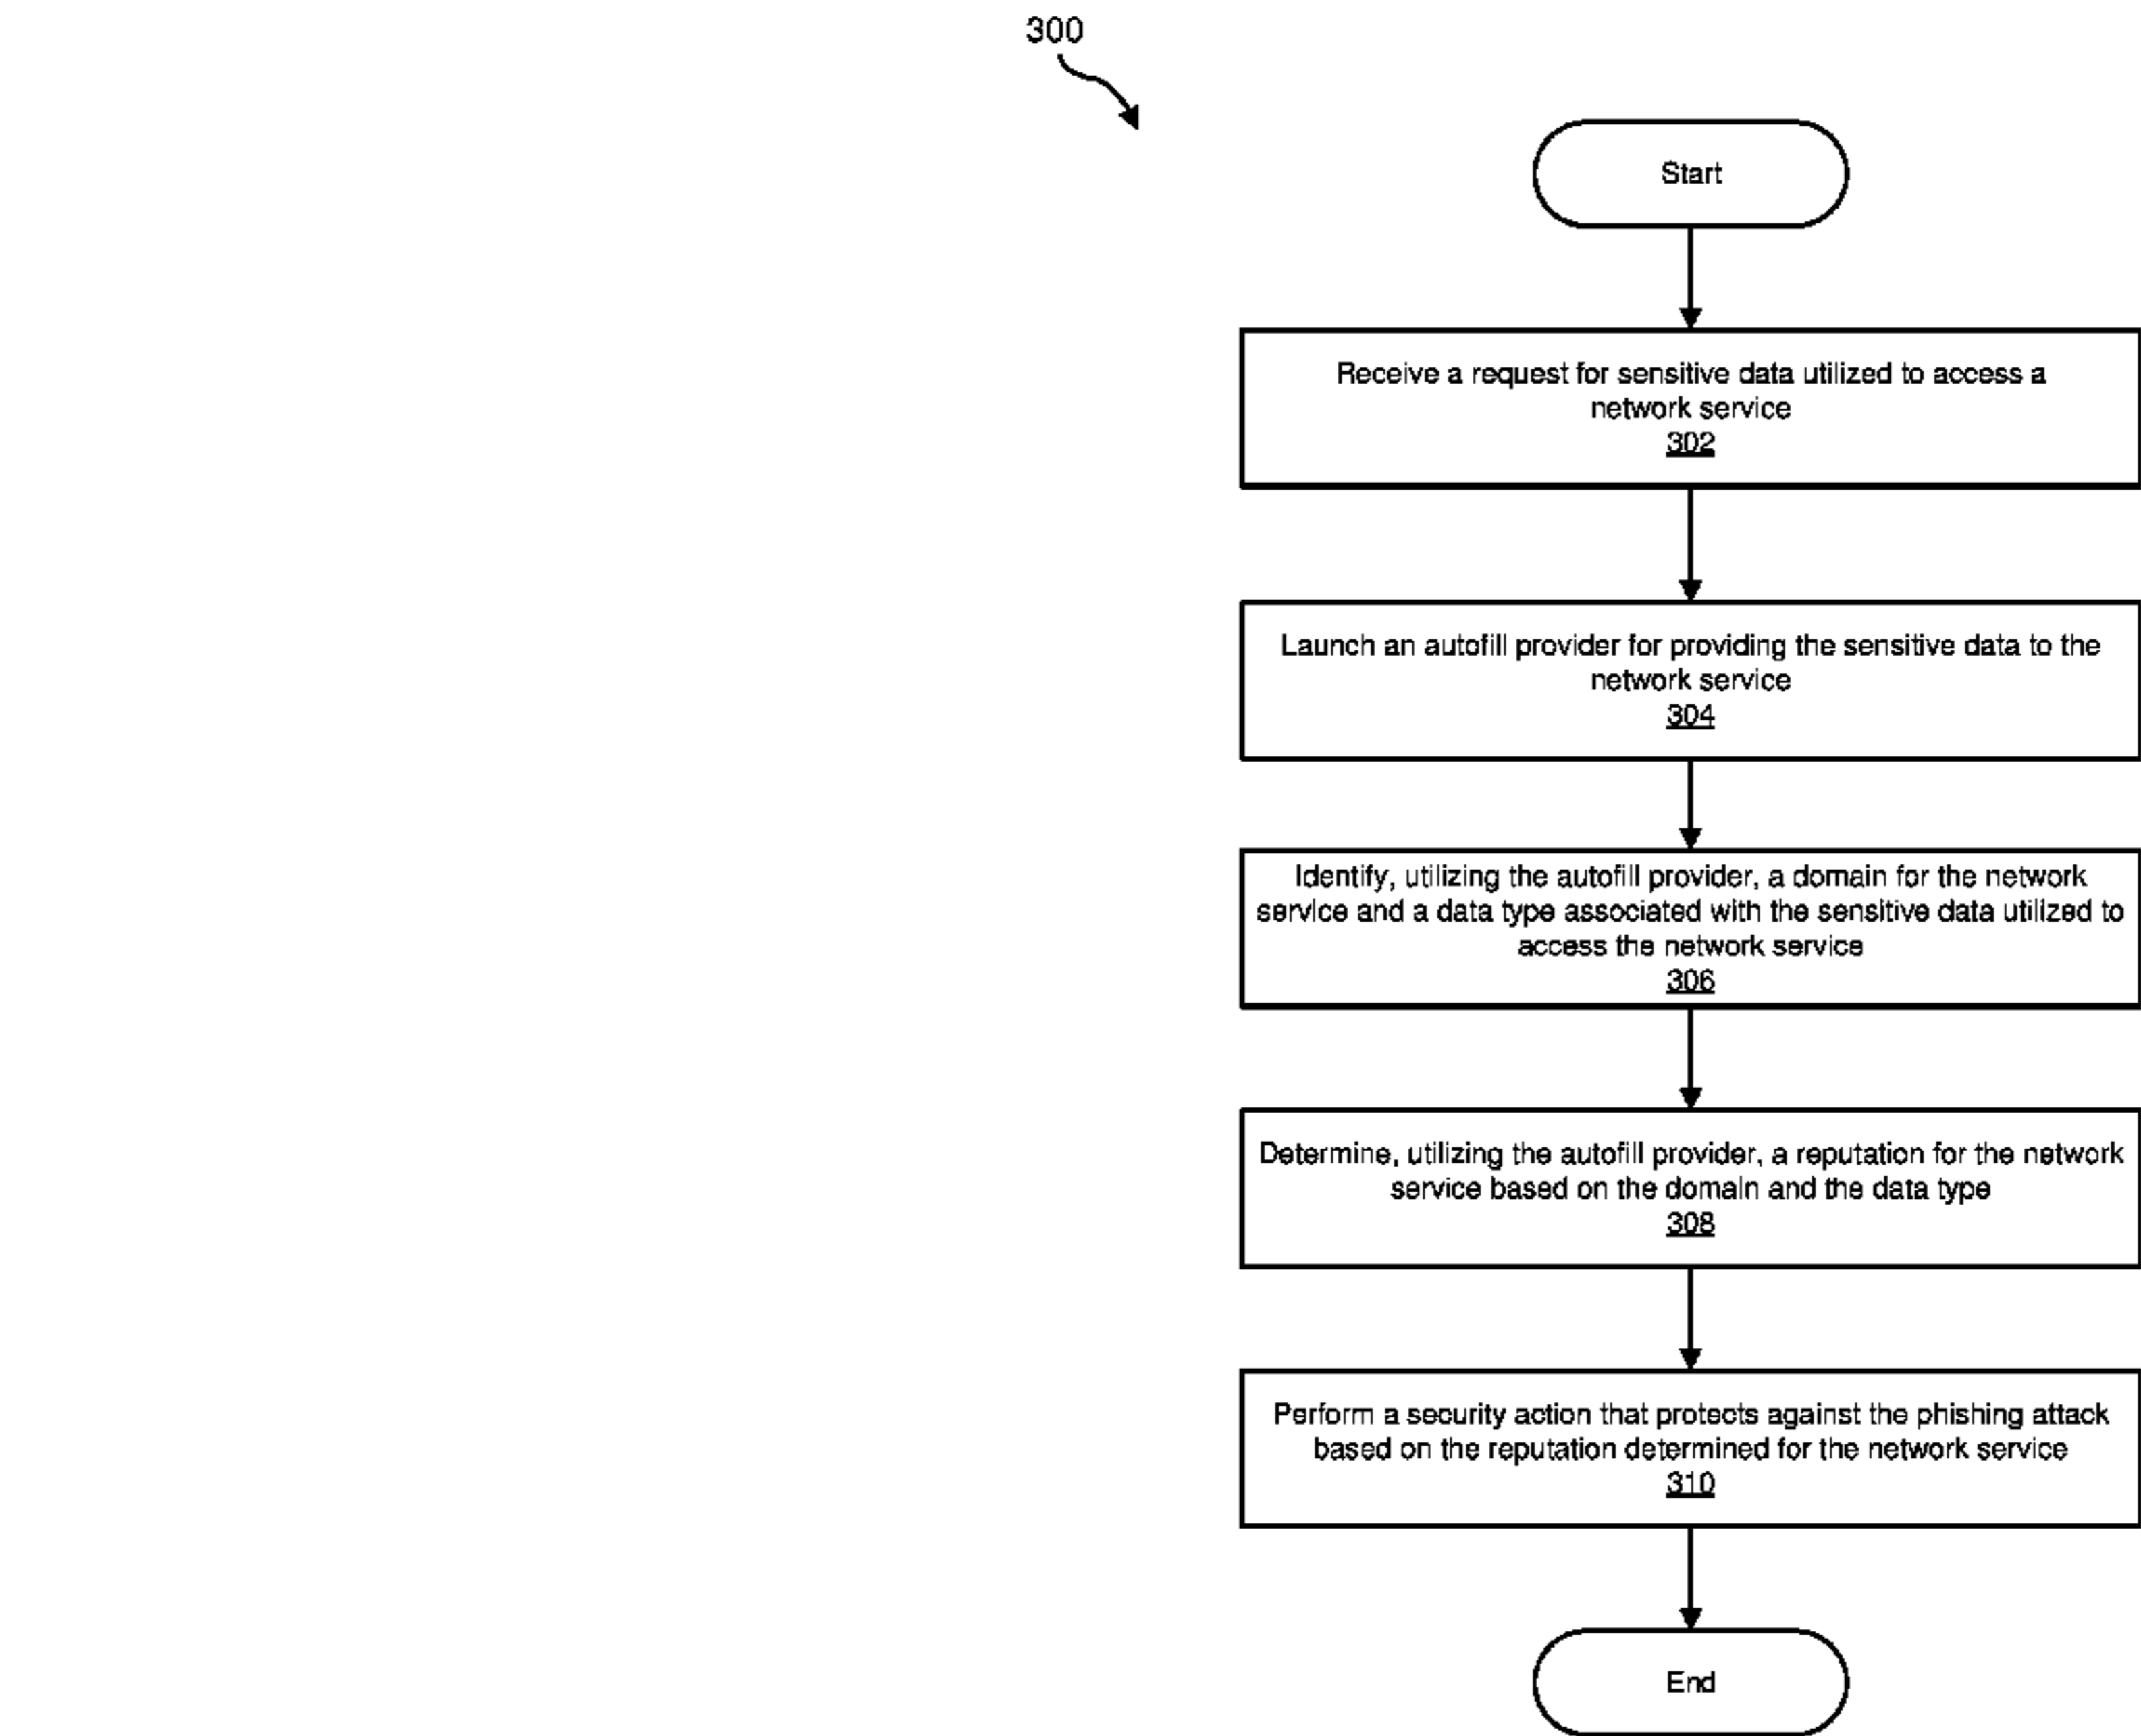 300
Start
Receive a request for sensitive data utilized to access a
network service
302
Launch an autofill provider for providing the sensitive data to the
network service
304
Identify, utilizing the autofill provider, a domain for the network
service and a data type associated with the sensitive data utilized to
access the network service
306
Determine, utilizing the autofill provider, a reputation for the network
service based on the domain and the data type
308
Perform a security action that protects against the phishing attack
based on the reputation determined for the network service
310
End